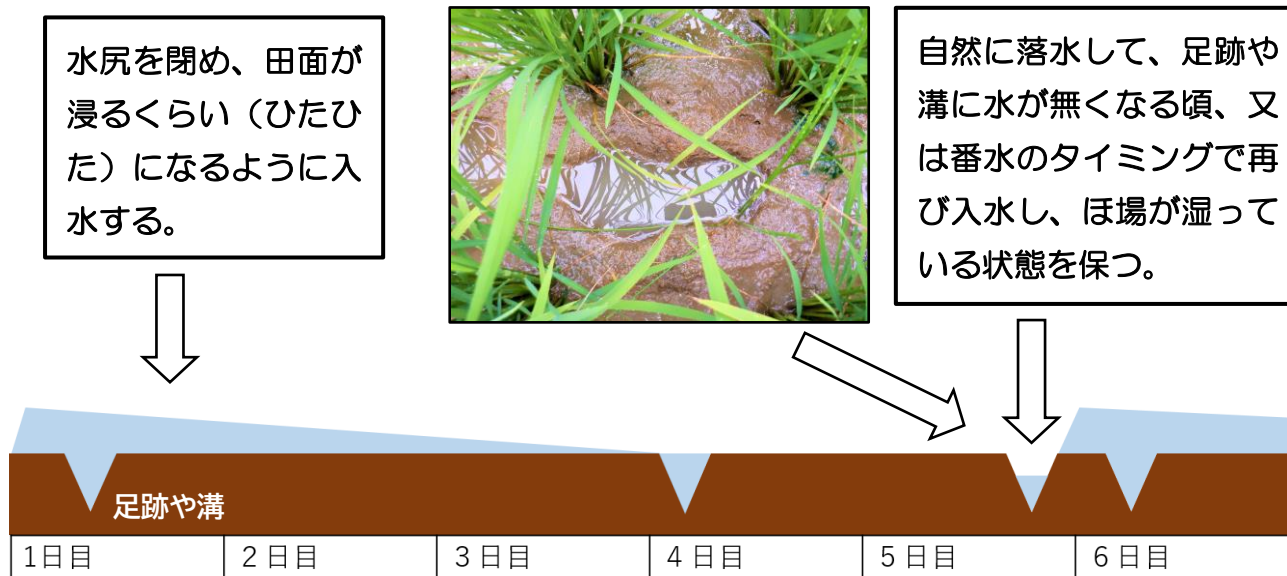 水尻を閉め、田面が
浸るくらい（ひたひ
た）になるように入
水する。
自然に落水して、足跡や
溝に水が無くなる頃、又
は番水のタイミングで再
び入水し、ほ場が湿って
いる状態を保つ。
足跡や溝
1日目
２日目
３日目
４日目
５日目
６日目